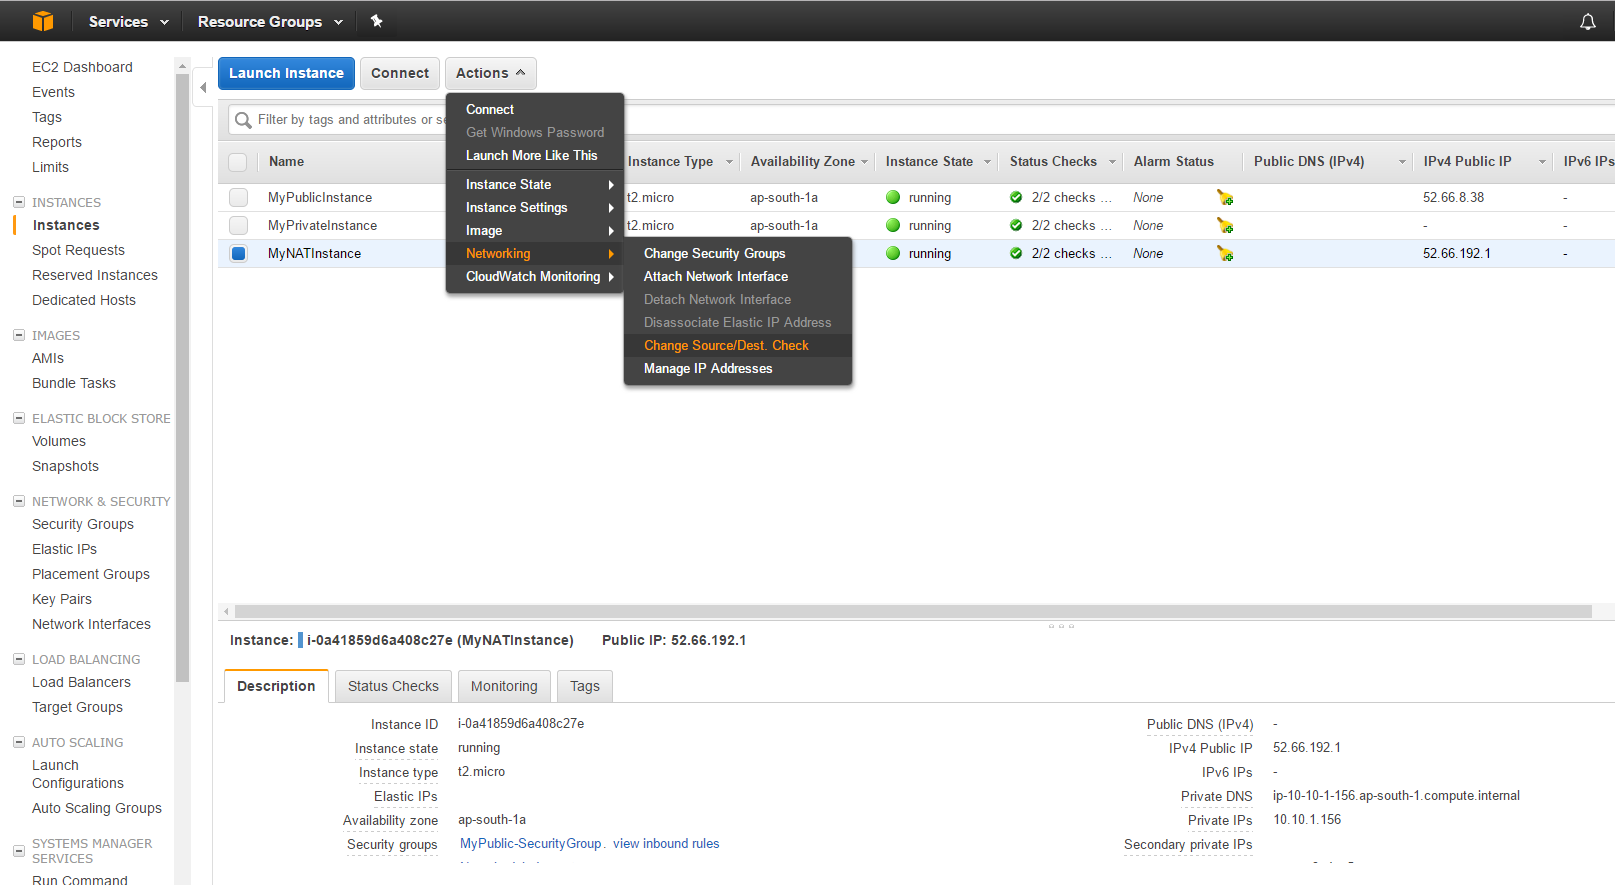 Services Resource Groups
EC2 Dashboard
Events
Tags
Reports
Limits
INSTANCES
Instances
Spot Requests
Reserved Instances
Dedicated Hosts
IMAGES
AMIs
Bundle Tasks
ELASTIC BLOCK STORE
Volumes
Snapshots
NETWORK & SECURITY
Security Groups
Elastic IPs
Placement Groups
Key Pairs
Network Interfaces
LOAD BALANCING
Load Balancers
Target Groups
AUTO SCALING
Launch
Configurations
Auto Scaling Groups
SYSTEMS MANAGER
SERVICES
Run Command
Launch Instance Connect Actions
Filter by tags and attributes or se
Connect
Get Windows Password
Launch More Like This
Instance State
Instance Settings
Image
Networking
CloudWatch Monitoring
Change Security Groups
Attach Network Interface
Detach Network Interface
Disassociate Elastic IP Address
Change Source/Dest. Check
Manage IP Addresses
Name Instance Type Availability Zone Instance State Status Checks Alarm Status Public DNS (IPv4) IPv4 Public IP IPv6 IPs
MyPublicInstance t2.micro ap-south-1a running 2/2 checks ... None 52.66.8.38 -
MyPrivateInstance t2.micro ap-south-1a running 2/2 checks ... None - -
MyNATInstance running 2/2 checks ... None 52.66.192.1 -
Instance: i-0a41859d6a408c27e (MyNATInstance) Public IP: 52.66.192.1
Description Status Checks Monitoring Tags
Instance ID i-0a41859d6a408c27e Public DNS (IPv4) -
Instance state running IPv4 Public IP 52.66.192.1
Instance type t2.micro IPv6 IPs -
Elastic IPs Private DNS ip-10-10-1-156.ap-south-1.compute.internal
Availability zone ap-south-1a Private IPs 10.10.1.156
Security groups MyPublic-SecurityGroup. view inbound rules Secondary private IPs